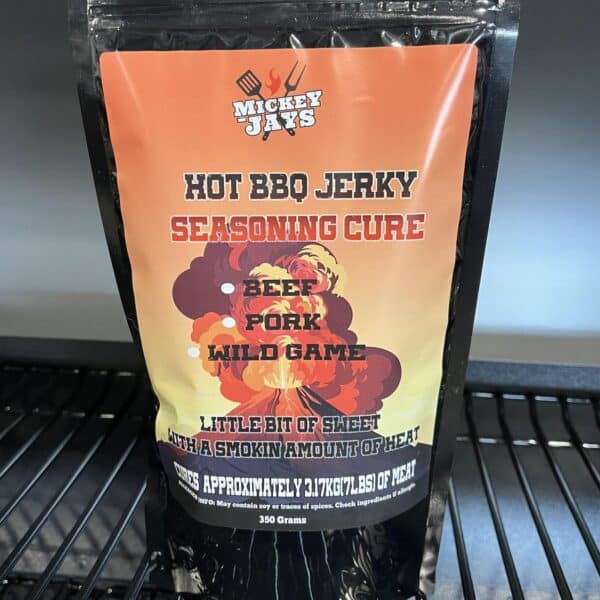 MICKEY
-JAYS
HOT BBQ JERKY
SEASONING CURE
BEEF
PORK
WILD GAME
LITTLE BIT OF SWEET
WITH A SMOKIN AMOUNT OF HEAT
CURES APPROXIMATELY 3.17KG(7LBS) OF MEAT
INFO: May contain soy or traces of spices. Check ingredients if allergic.
350 Grams